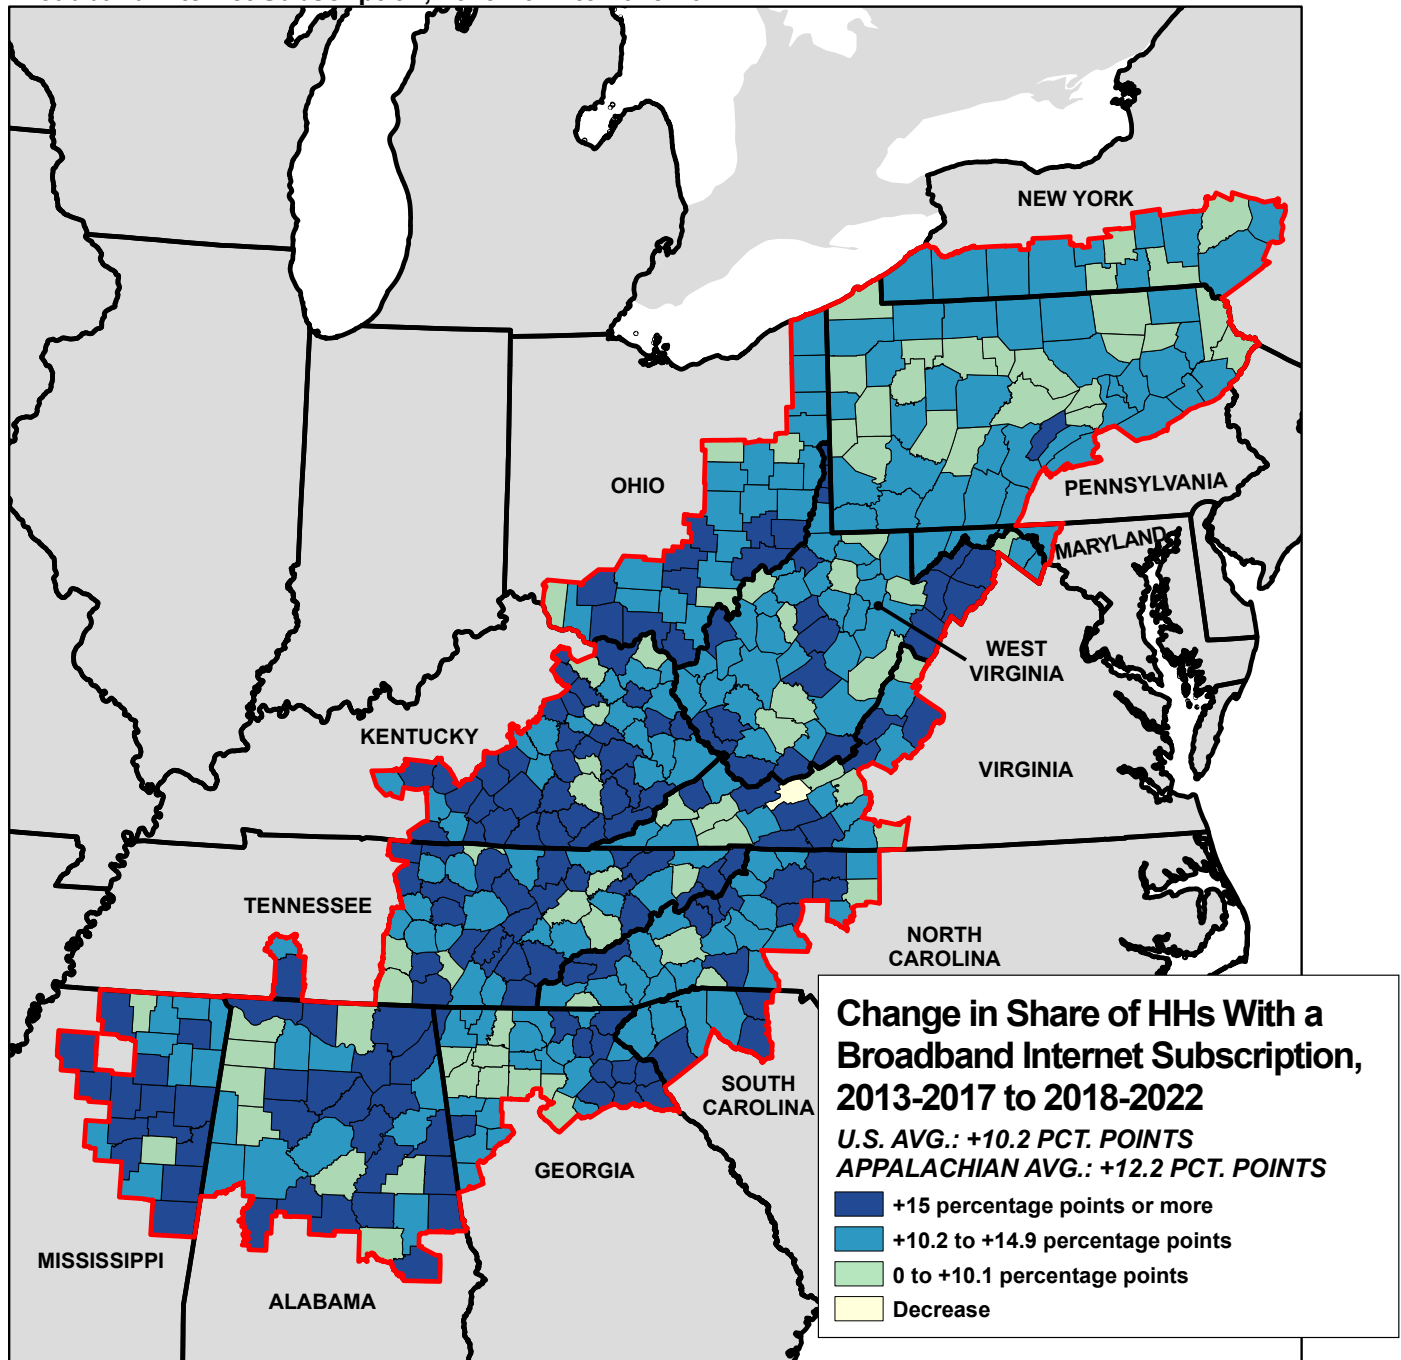 NEW YORK
OHIO
PENNSYLVANIA
MARYLAND
WEST
VIRGINIA
KENTUCKY
VIRGINIA
TENNESSEE
NORTH
CAROLINA
SOUTH
CAROLINA
GEORGIA
MISSISSIPPI
ALABAMA
Change in Share of HHs With a
Broadband Internet Subscription,
2013-2017 to 2018-2022
U.S. AVG.: +10.2 PCT. POINTS
APPALACHIAN AVG.: +12.2 PCT. POINTS
+15 percentage points or more
+10.2 to +14.9 percentage points
0 to +10.1 percentage points
Decrease